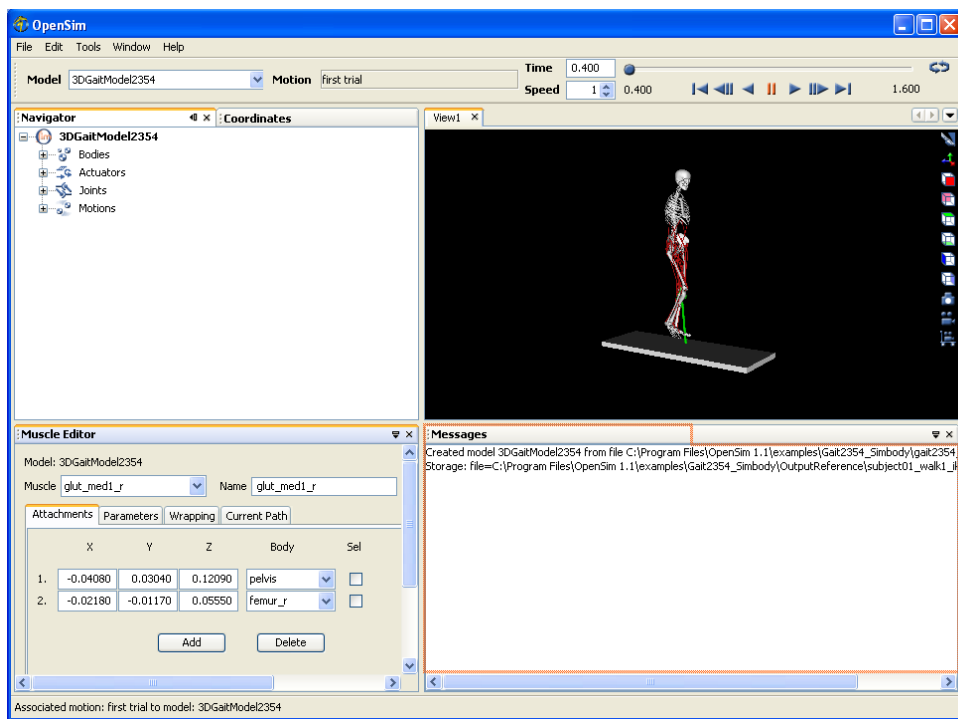 OpenSim
File Edit Tools Window Help
Model 3DGaitModel2354 Motion first trial Time 0.400
Speed 1 0.400 1.600
Navigator Coordinates
3DGaitModel2354
Bodies
Actuators
Joints
Motions
View1
Muscle Editor
Model: 3DGaitModel2354
Muscle glut_med1_r Name glut_med1_r
Attachments Parameters Wrapping Current Path
X Y Z Body Sel
1. -0.04080 0.03040 0.12090 pelvis
2. -0.02180 -0.01170 0.05550 femur_r
Add Delete
Messages
Created model 3DGaitModel2354 from file C:\Program Files\OpenSim 1.1\examples\Gait2354_Simbody\gait2354_
Storage: file=C:\Program Files\OpenSim 1.1\examples\Gait2354_Simbody\OutputReference\subject01_walk1_ik
Associated motion: first trial to model: 3DGaitModel2354